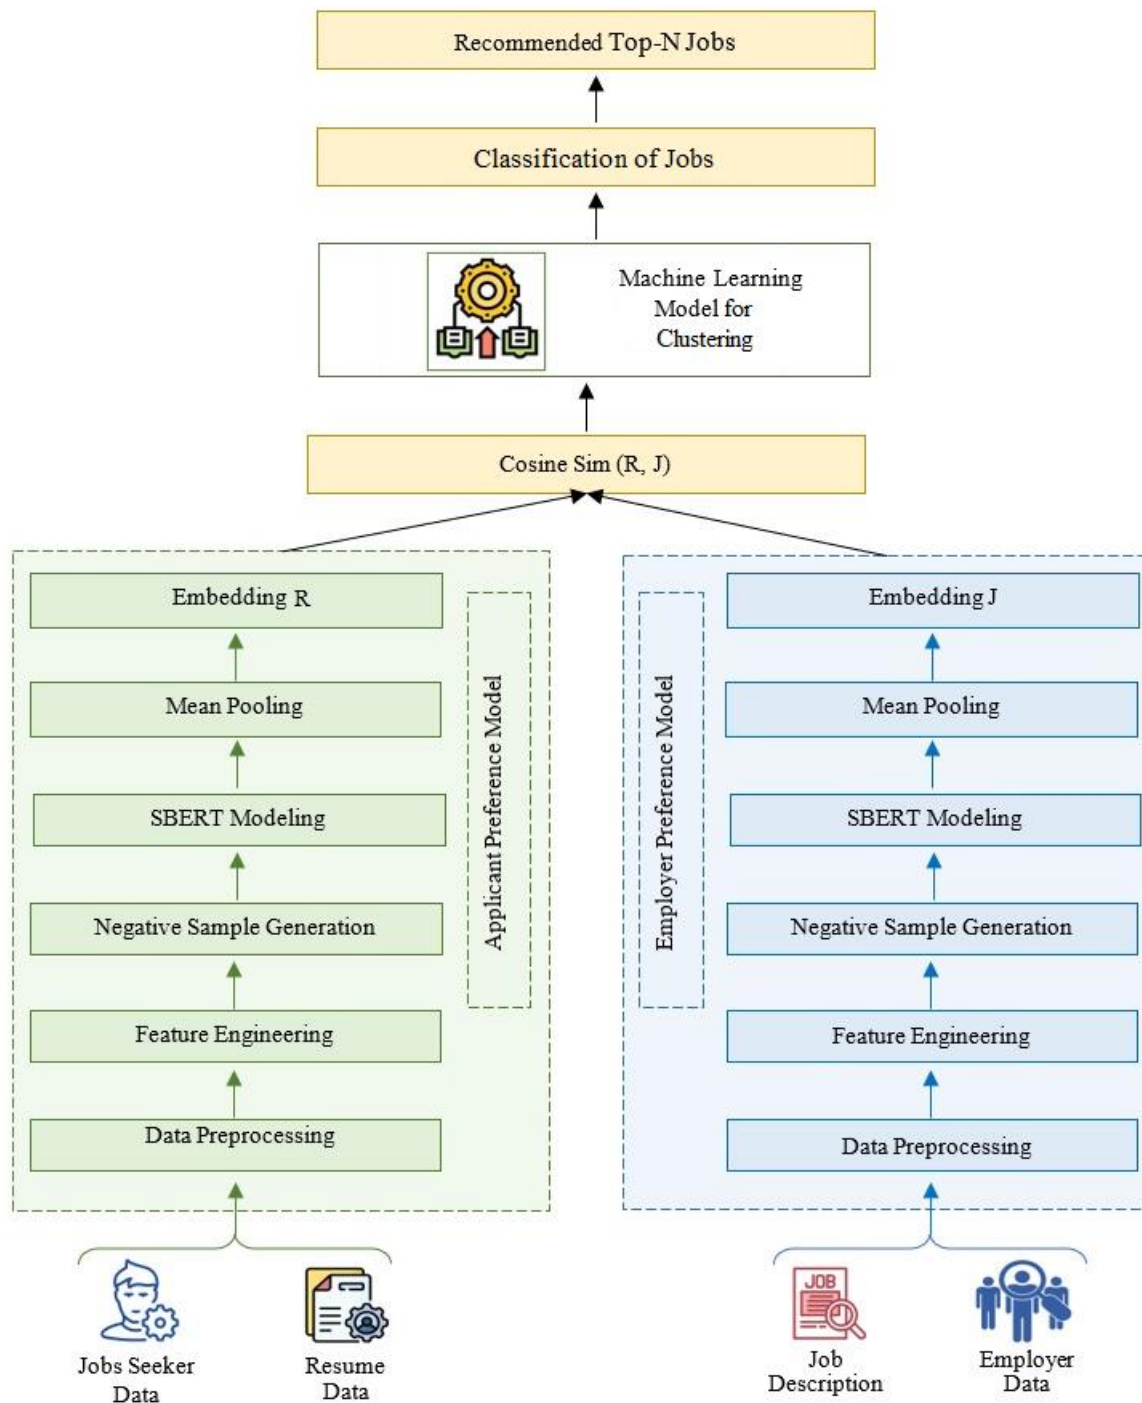 Recommended Top-N Jobs
Classification of Jobs
Machine Learning
Model for
Clustering
Cosine Sim (R, J)
Embedding R
Mean Pooling
SBERT Modeling
Negative Sample Generation
Feature Engineering
Data Preprocessing
Applicant Preference Model
Employer Preference Model
Embedding J
Mean Pooling
SBERT Modeling
Negative Sample Generation
Feature Engineering
Data Preprocessing
Jobs Seeker
Data
Resume
Data
JOB
Job
Description
Employer
Data